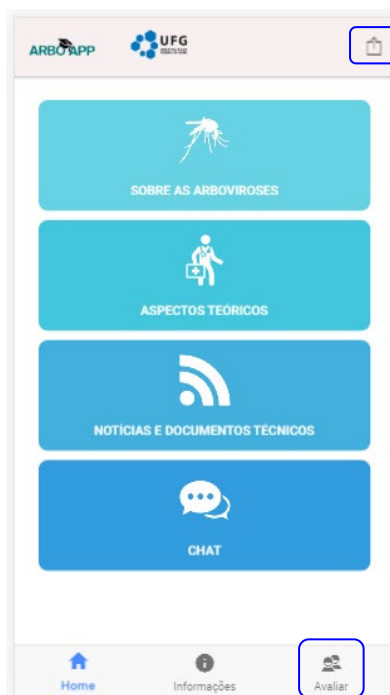 ARBOAPP
UFG
SOBRE AS ARBOVIROSES
ASPECTOS TEÓRICOS
NOTÍCIAS E DOCUMENTOS TÉCNICOS
CHAT
Home
Informações
Avaliar